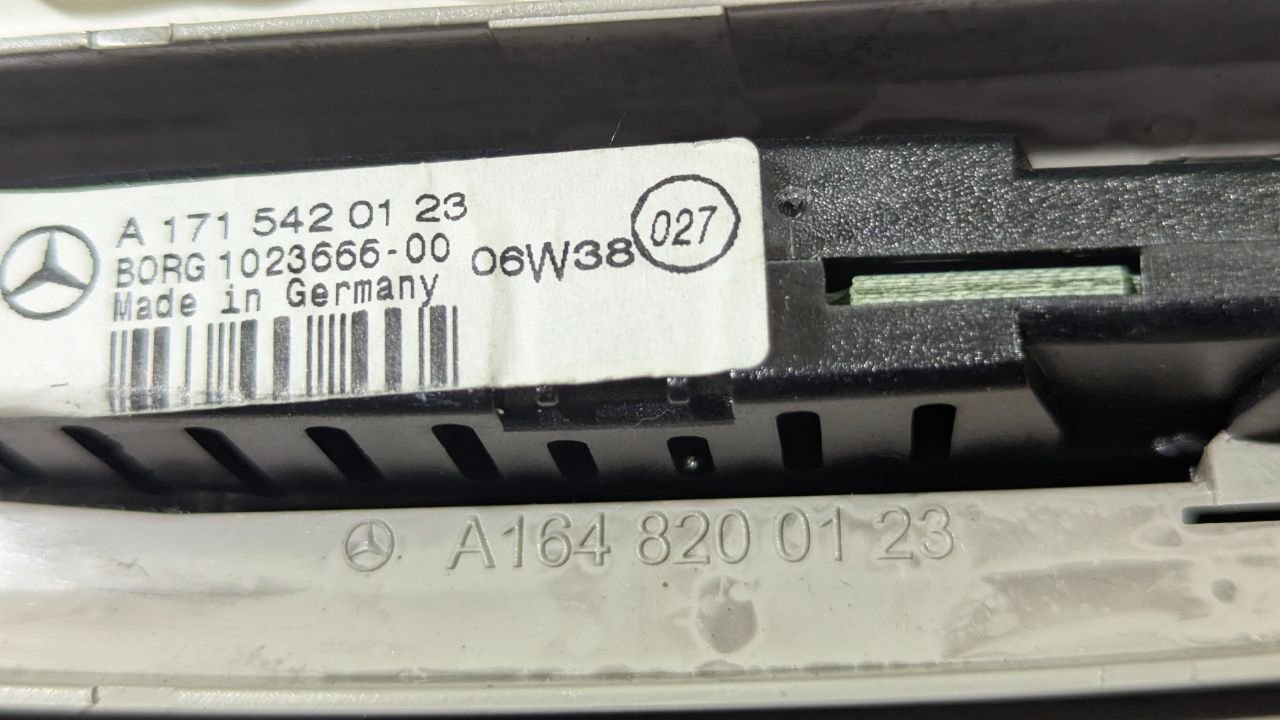 A 171 542 01 23
BORG 1023666-00 06W38 027
Made in Germany
A164 820 01 23